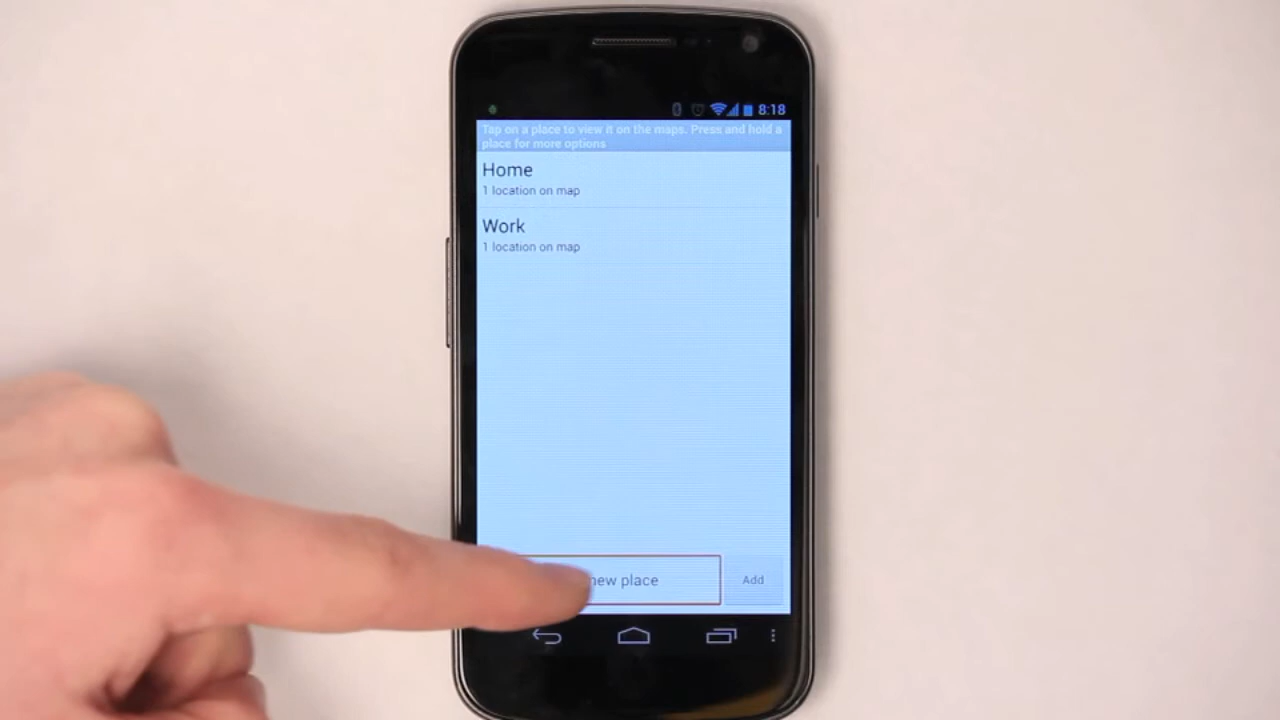 8:18
Tap on a place to view it on the maps. Press and hold a
place for more options
Home
1 location on map
Work
1 location on map
new place
Add